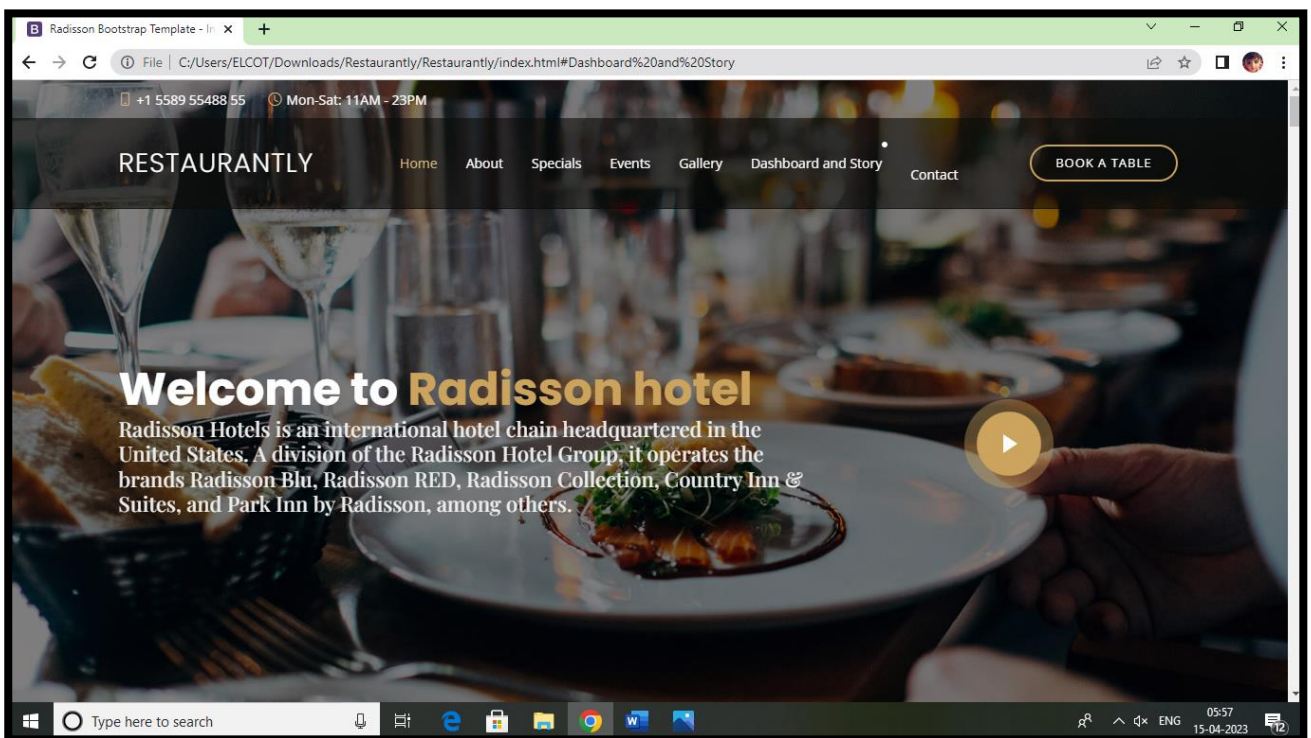 Radisson Bootstrap Template - In
File | C:/Users/ELCOT/Downloads/Restaurantly/Restaurantly/index.html#Dashboard%20and%20Story
+1 5589 55488 55 Mon-Sat: 11AM - 23PM
RESTAURANTLY Home About Specials Events Gallery Dashboard and Story Contact BOOK A TABLE
Welcome to Radisson hotel
Radisson Hotels is an international hotel chain headquartered in the
United States. A division of the Radisson Hotel Group, it operates the
brands Radisson Blu, Radisson RED, Radisson Collection, Country Inn &
Suites, and Park Inn by Radisson, among others.
Type here to search
ENG
05:57
15-04-2023
12